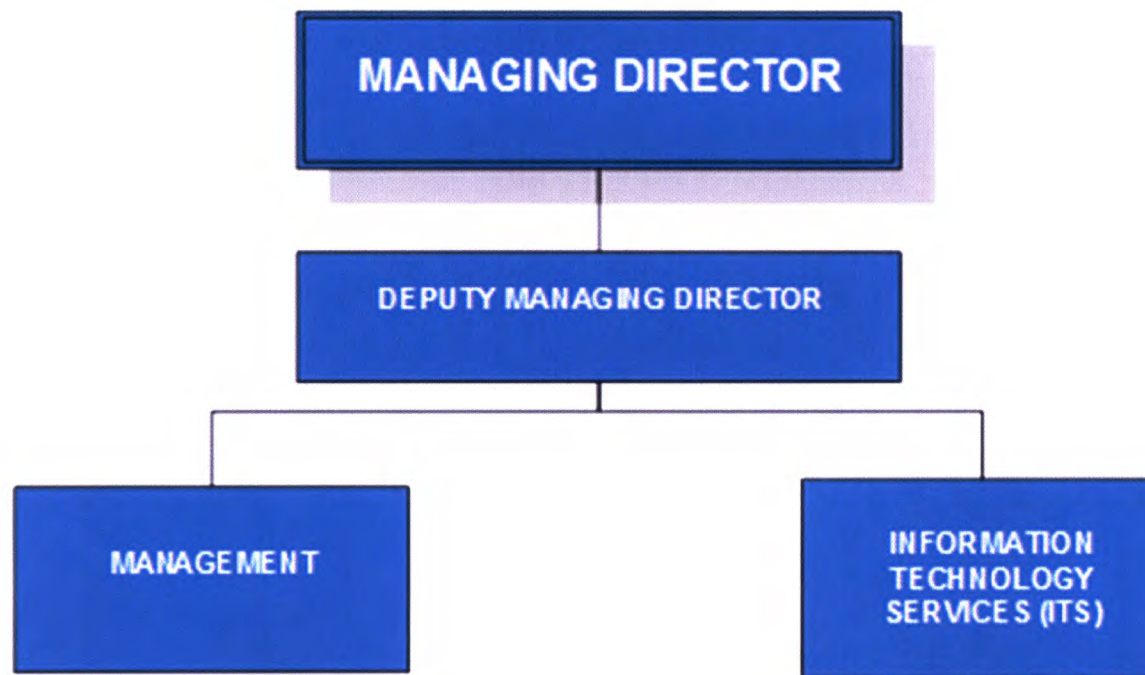 MANAGING DIRECTOR
DEPUTY MANAGING DIRECTOR
MANAGEMENT
INFORMATION
TECHNOLOGY
SERVICES (ITS)